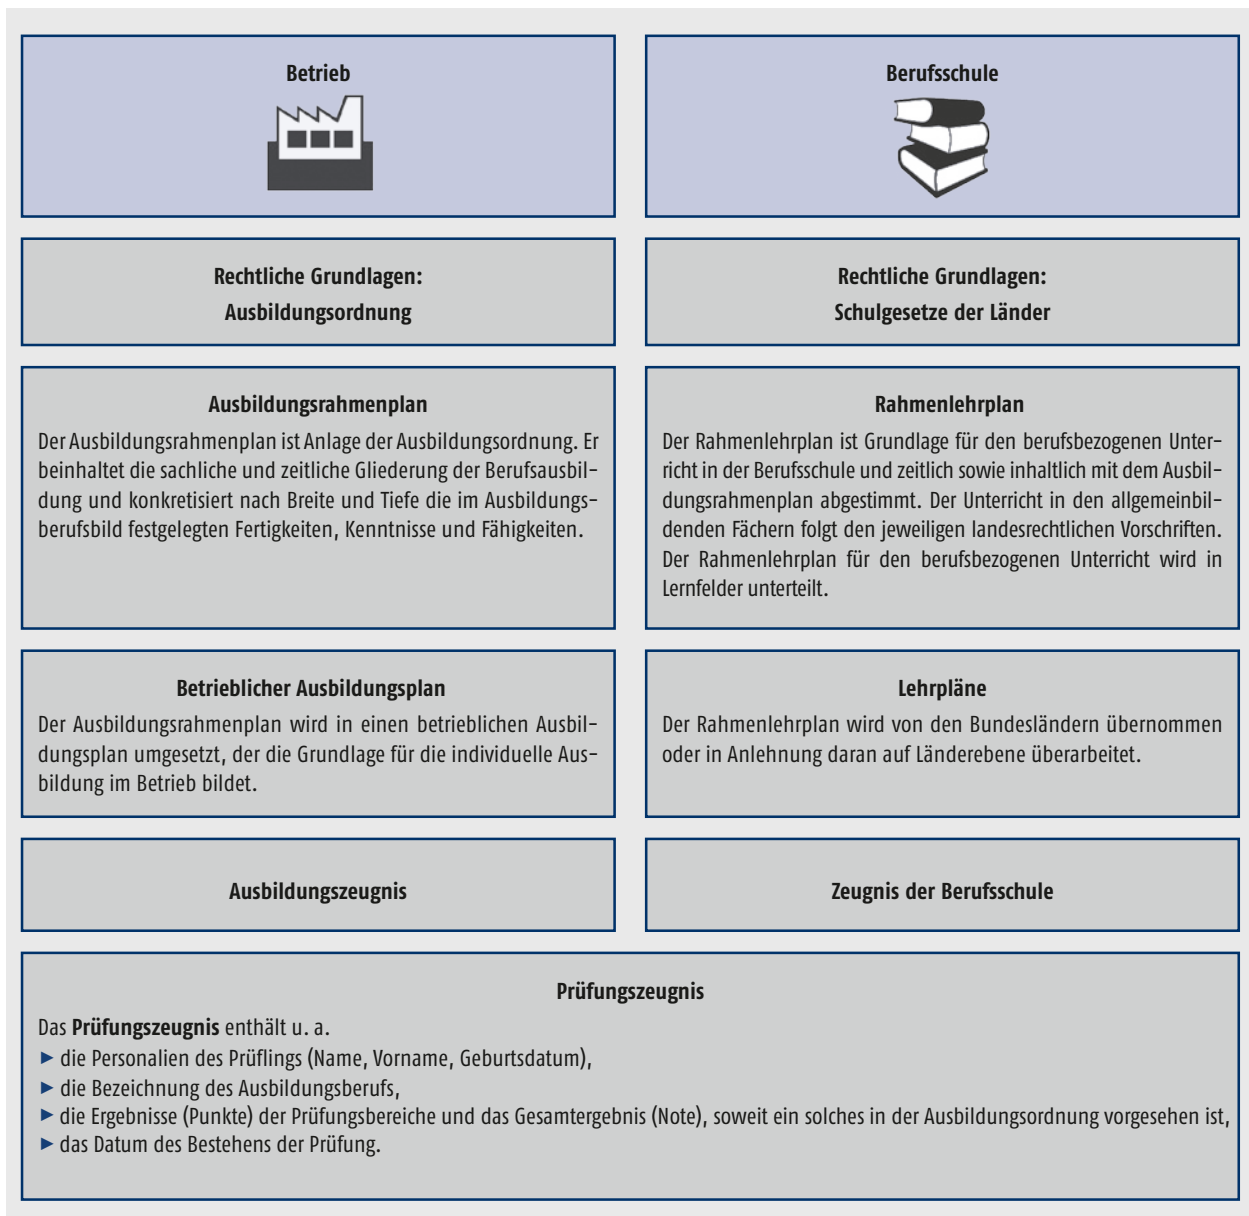 Betrieb
Berufsschule
Rechtliche Grundlagen:
Ausbildungsordnung
Rechtliche Grundlagen:
Schulgesetze der Länder
Ausbildungsrahmenplan
Der Ausbildungsrahmenplan ist Anlage der Ausbildungsordnung. Er
beinhaltet die sachliche und zeitliche Gliederung der Berufsausbil-
dung und konkretisiert nach Breite und Tiefe die im Ausbildungs-
berufsbild festgelegten Fertigkeiten, Kenntnisse und Fähigkeiten.
Rahmenlehrplan
Der Rahmenlehrplan ist Grundlage für den berufsbezogenen Unter-
richt in der Berufsschule und zeitlich sowie inhaltlich mit dem Ausbil-
dungsrahmenplan abgestimmt. Der Unterricht in den allgemeinbil-
denden Fächern folgt den jeweiligen landesrechtlichen Vorschriften.
Der Rahmenlehrplan für den berufsbezogenen Unterricht wird in
Lernfelder unterteilt.
Betrieblicher Ausbildungsplan
Der Ausbildungsrahmenplan wird in einen betrieblichen Ausbil-
dungsplan umgesetzt, der die Grundlage für die individuelle Aus-
bildung im Betrieb bildet.
Lehrpläne
Der Rahmenlehrplan wird von den Bundesländern übernommen
oder in Anlehnung daran auf Länderebene überarbeitet.
Ausbildungszeugnis
Zeugnis der Berufsschule
Prüfungszeugnis
Das Prüfungszeugnis enthält u. a.
▶ die Personalien des Prüflings (Name, Vorname, Geburtsdatum),
▶ die Bezeichnung des Ausbildungsberufs,
▶ die Ergebnisse (Punkte) der Prüfungsbereiche und das Gesamtergebnis (Note), soweit ein solches in der Ausbildungsordnung vorgesehen ist,
▶ das Datum des Bestehens der Prüfung.